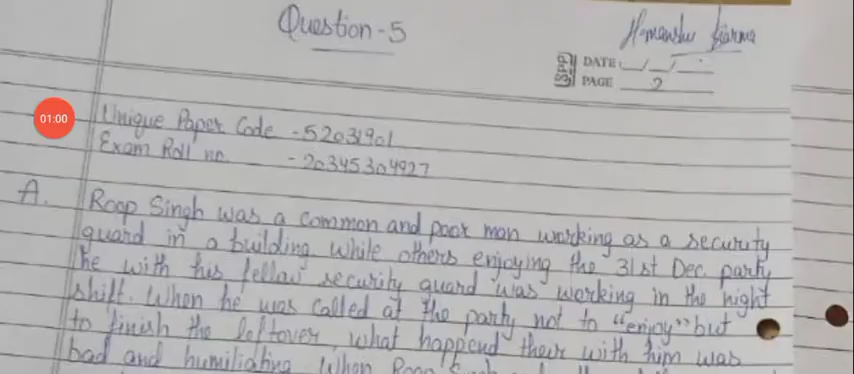 Question - 5
Himanshu Sharma
DATE: / /
PAGE 2
01:00
Unique Paper Code - 52031901
Exam Roll no. - 20345304927
A. Roop Singh was a common and poor man working as a security
guard in a building while others enjoying the 31st Dec. party
he with his fellow security guard was working in the night
shift. When he was called at the party not to "enjoy" but
to finish the leftover, what happend their with him was
bad and humiliating. When Roop